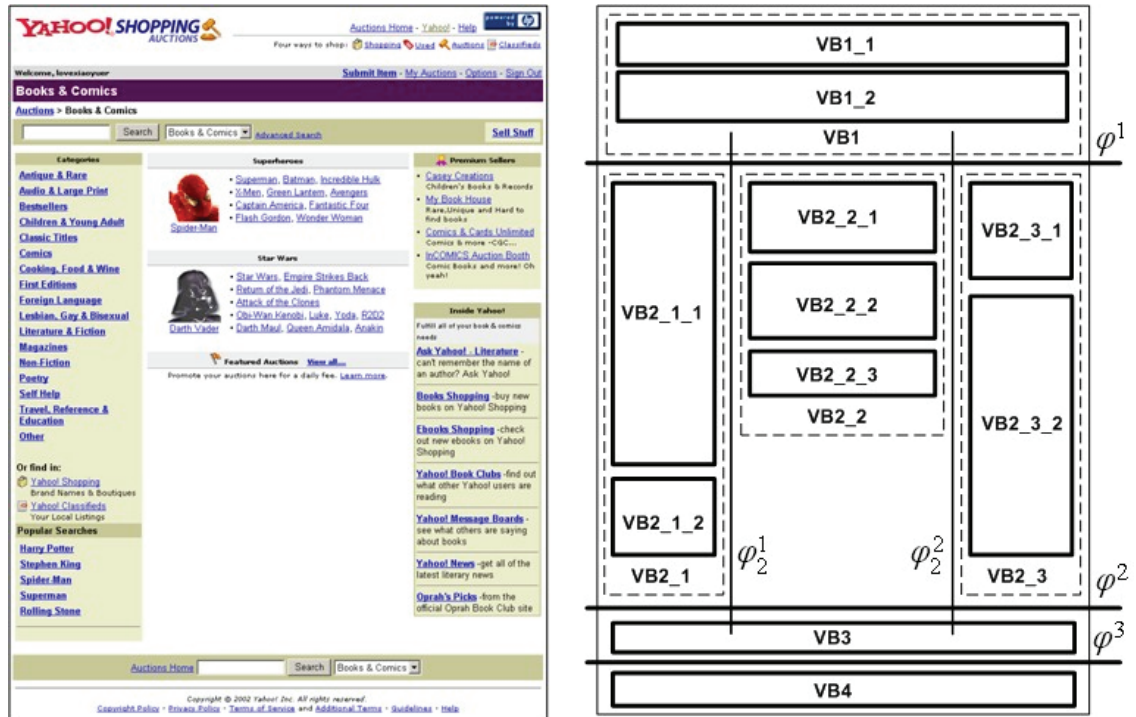 YAHOO! SHOPPING
AUCTIONS
powered by hp
Auctions Home - Yahoo! - Help
Four ways to shop: Shopping Used Auctions Classifieds
Welcome, lovexiaoyuer
Submit Item - My Auctions - Options - Sign Out
Books & Comics
Auctions > Books & Comics
Search Books & Comics Advanced Search
Sell Stuff
Categories
Antique & Rare
Audio & Large Print
Bestsellers
Children & Young Adult
Classic Titles
Comics
Cooking, Food & Wine
First Editions
Foreign Language
Lesbian, Gay & Bisexual
Literature & Fiction
Magazines
Non-Fiction
Poetry
Self Help
Travel, Reference &
Education
Other
Or find in:
Yahoo! Shopping
Brand Names & Boutiques
Yahoo! Classifieds
Your Local Listings
Popular Searches
Harry Potter
Stephen King
Spider-Man
Superman
Rolling Stone
Superheroes
Spider-Man
• Superman, Batman, Incredible Hulk
• X-Men, Green Lantern, Avengers
• Captain America, Fantastic Four
• Flash Gordon, Wonder Woman
Star Wars
Darth Vader
• Star Wars, Empire Strikes Back
• Return of the Jedi, Phantom Menace
• Attack of the Clones
• Obi-Wan Kenobi, Luke, Yoda, R2D2
• Darth Maul, Queen Amidala, Anakin
Featured Auctions View all...
Promote your auctions here for a daily fee. Learn more.
Premium Sellers
• Casey Creations
Children's Books & Records
• My Book House
Rare,Unique and Hard to
find books
• Comics & Cards Unlimited
Comics & more -CGC...
• InCOMICS Auction Booth
Comic Books and more! Oh
yeah!
Inside Yahoo!
Fulfill all of your book & comics
needs
Ask Yahoo! - Literature -
can't remember the name of
an author? Ask Yahoo!
Books Shopping -buy new
books on Yahoo! Shopping
Ebooks Shopping -check
out new ebooks on Yahoo!
Shopping
Yahoo! Book Clubs -find out
what other Yahoo! users are
reading
Yahoo! Message Boards -
see what others are saying
about books
Yahoo! News -get all of the
latest literary news
Oprah's Picks -from the
official Oprah Book Club site
Auctions Home Search Books & Comics
Copyright © 2002 Yahoo! Inc. All rights reserved.
Copyright Policy - Privacy Policy - Terms of Service and Additional Terms - Guidelines - Help
VB1_1
VB1_2
VB1
φ¹
VB2_1_1
VB2_1_2
VB2_1
φ¹₂
VB2_2_1
VB2_2_2
VB2_2_3
VB2_2
φ²₂
VB2_3_1
VB2_3_2
VB2_3
φ²
VB3
φ³
VB4